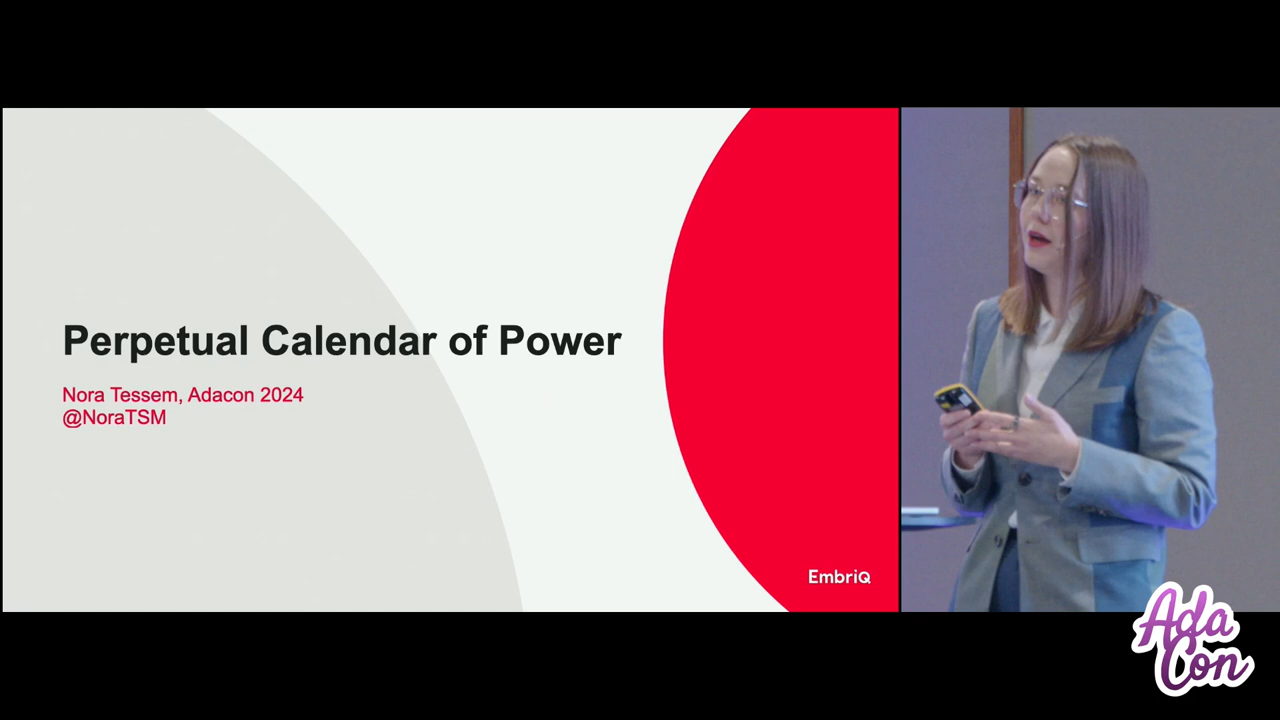 Perpetual Calendar of Power
Nora Tessem, Adacon 2024
@NoraTSM
EmbriQ
Ada
Con